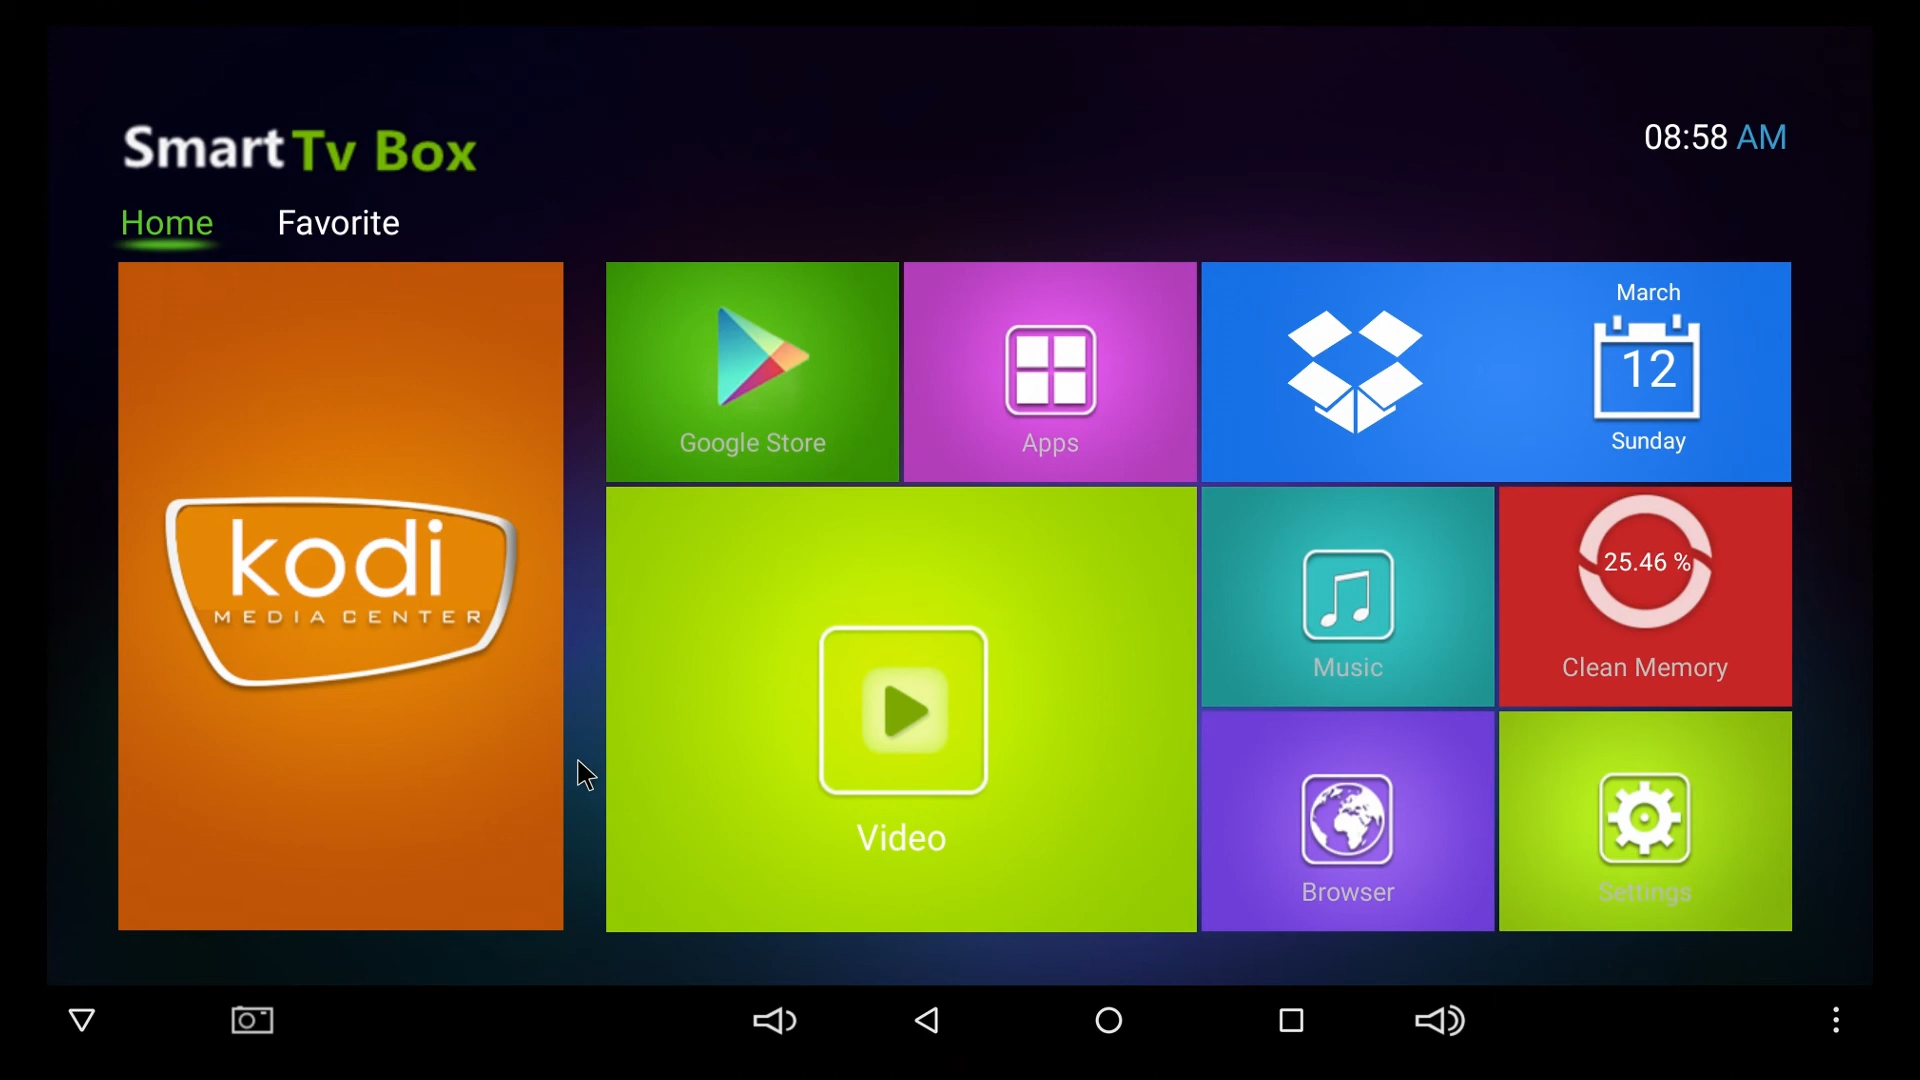 Smart Tv Box
08:58 AM
Home
Favorite
kodi
MEDIA CENTER
Google Store
Apps
March
12
Sunday
Video
Music
25.46 %
Clean Memory
Browser
Settings